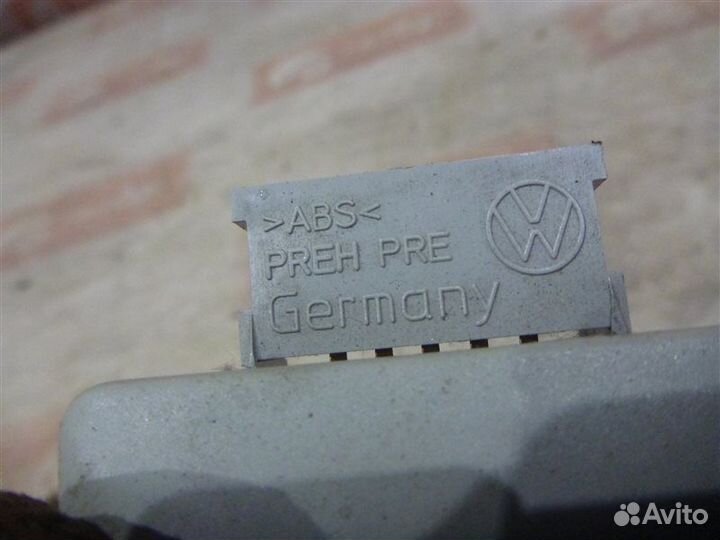 >ABS<
PREH PRE
Germany
Avito